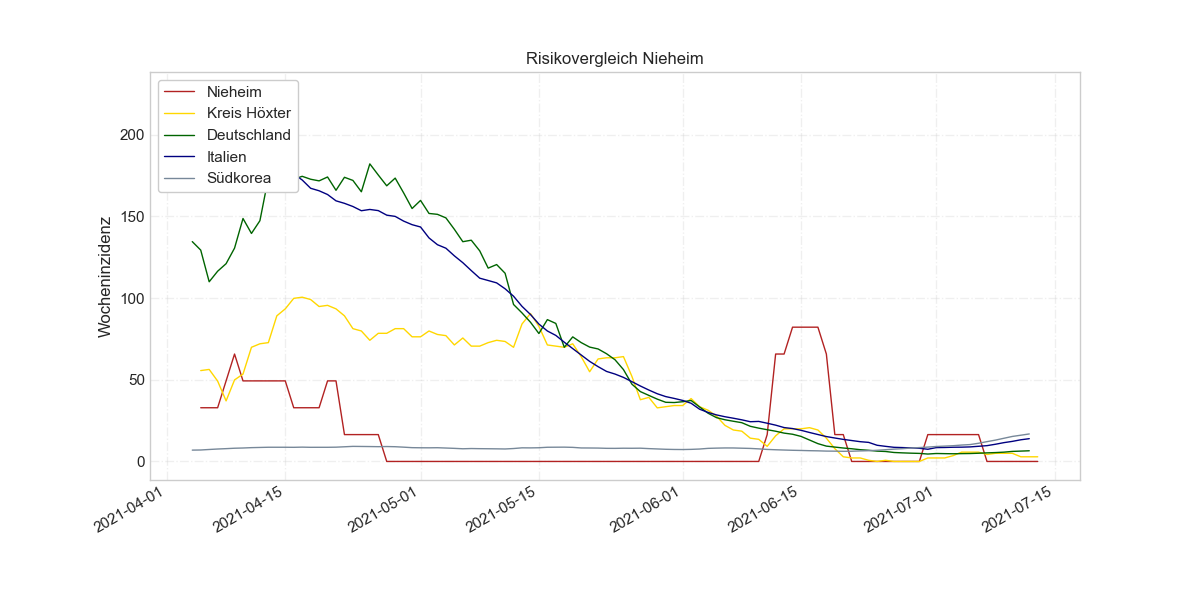 Risikovergleich Nieheim
Nieheim
Kreis Höxter
Deutschland
Italien
Südkorea
Wocheninzidenz
200
150
100
50
0
2021-04-01
2021-04-15
2021-05-01
2021-05-15
2021-06-01
2021-06-15
2021-07-01
2021-07-15